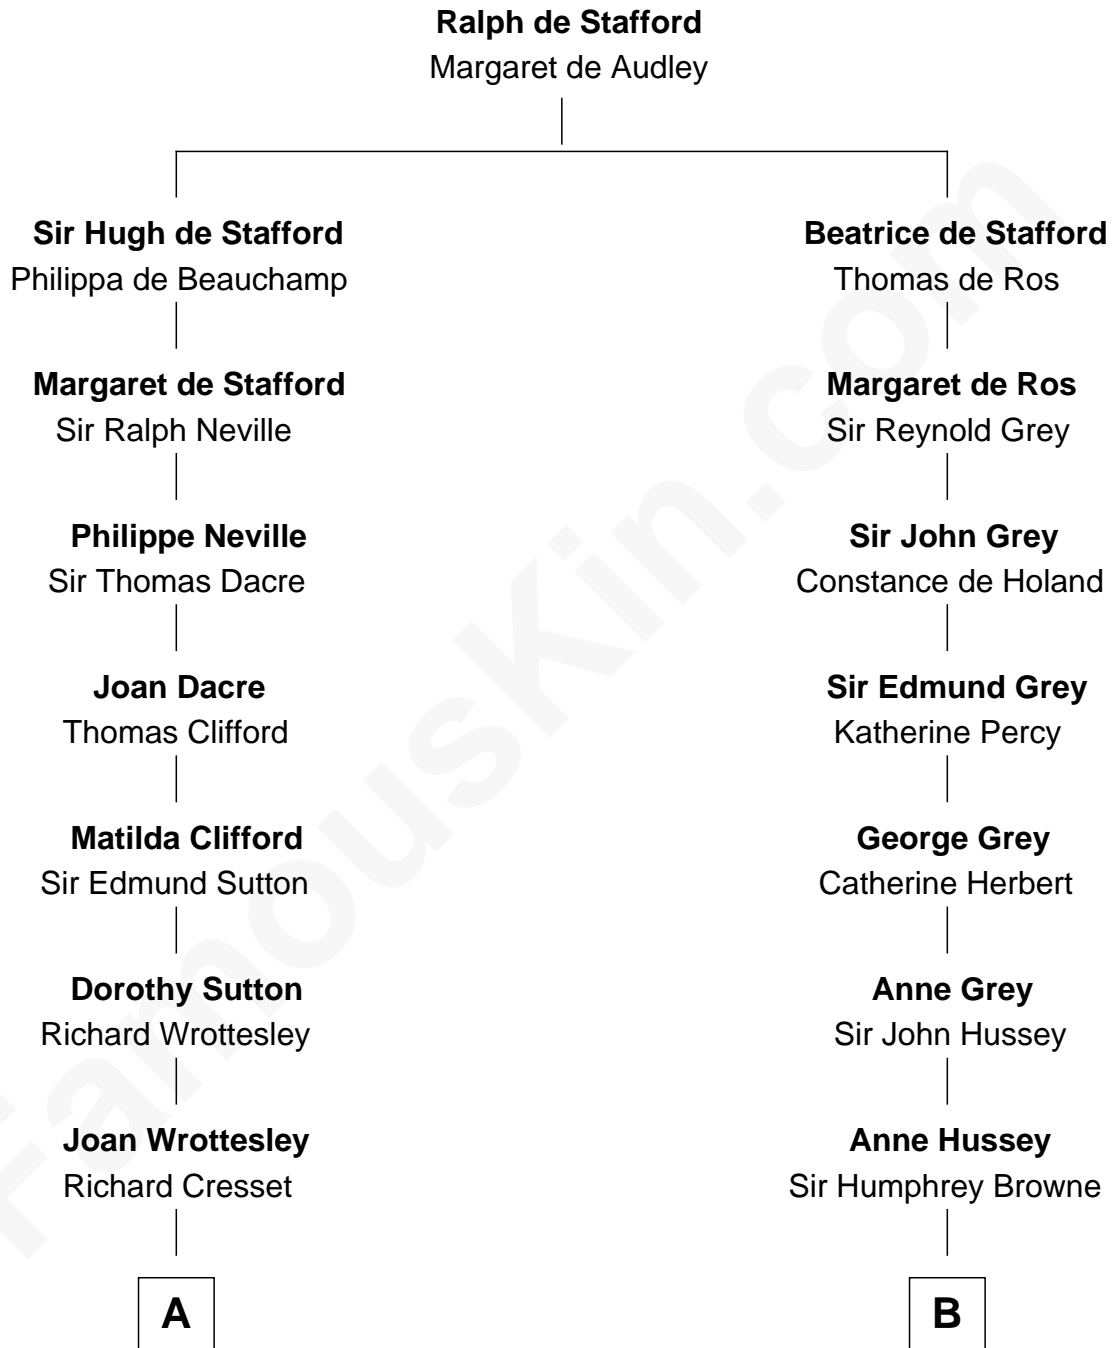 Ralph de Stafford
Margaret de Audley
Sir Hugh de Stafford
Philippa de Beauchamp
Margaret de Stafford
Sir Ralph Neville
Philippe Neville
Sir Thomas Dacre
Joan Dacre
Thomas Clifford
Matilda Clifford
Sir Edmund Sutton
Dorothy Sutton
Richard Wrottesley
Joan Wrottesley
Richard Cresset
A
Beatrice de Stafford
Thomas de Ros
Margaret de Ros
Sir Reynold Grey
Sir John Grey
Constance de Holand
Sir Edmund Grey
Katherine Percy
George Grey
Catherine Herbert
Anne Grey
Sir John Hussey
Anne Hussey
Sir Humphrey Browne
B
FamousKin.com